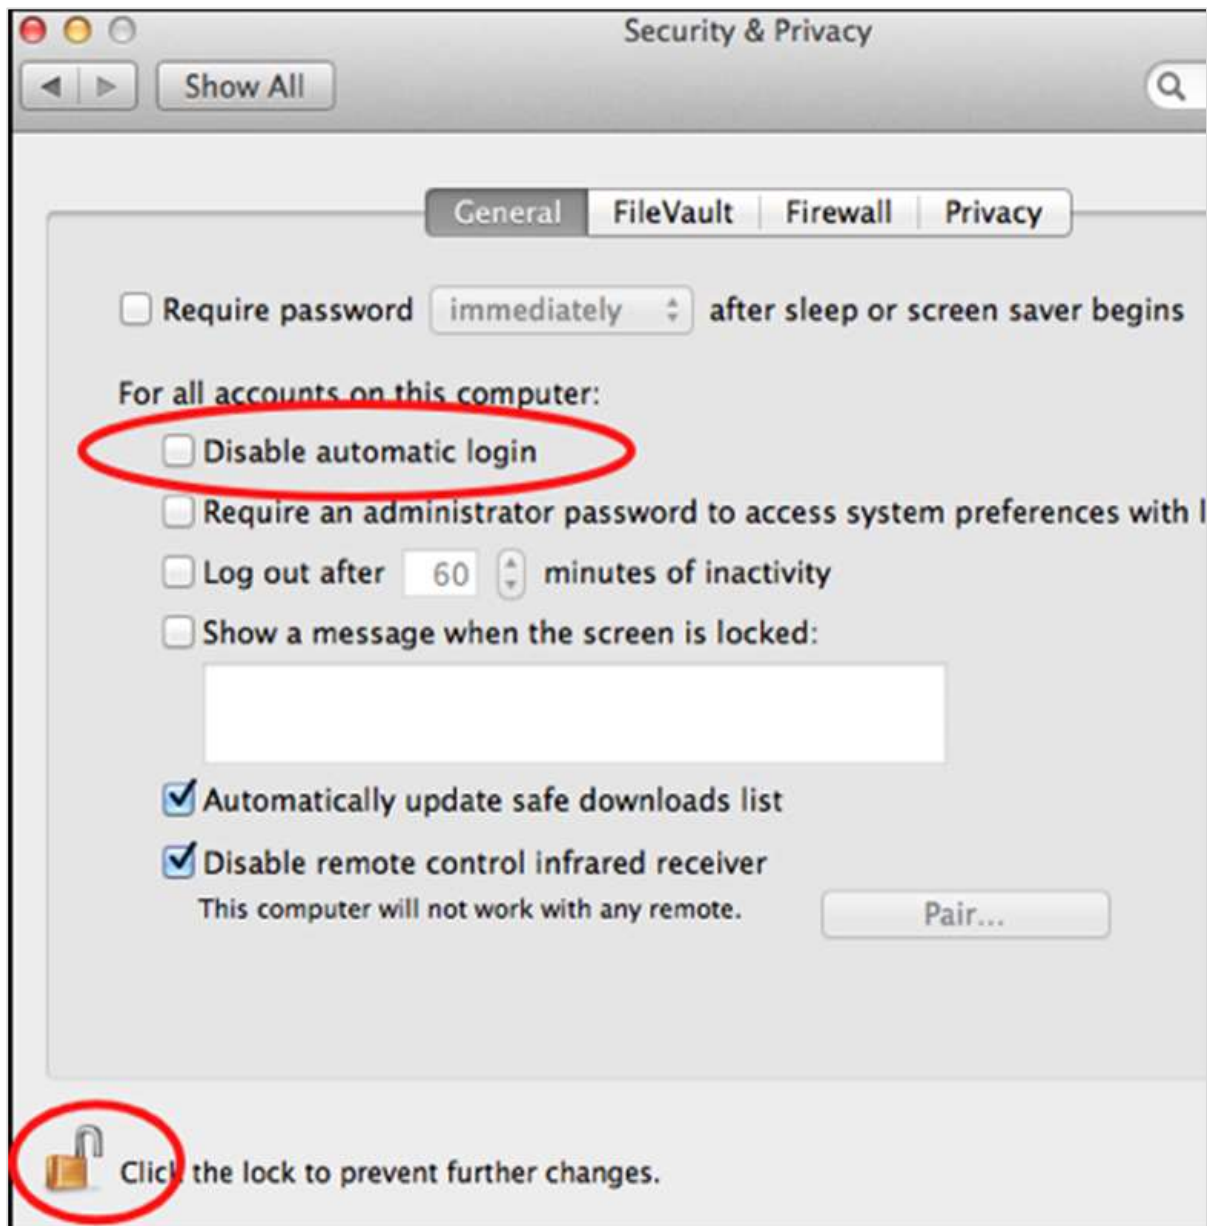 Security & Privacy
Show All
General FileVault Firewall Privacy
Require password immediately after sleep or screen saver begins
For all accounts on this computer:
Disable automatic login
Require an administrator password to access system preferences with
Log out after 60 minutes of inactivity
Show a message when the screen is locked:
Automatically update safe downloads list
Disable remote control infrared receiver
This computer will not work with any remote.
Pair...
Click the lock to prevent further changes.